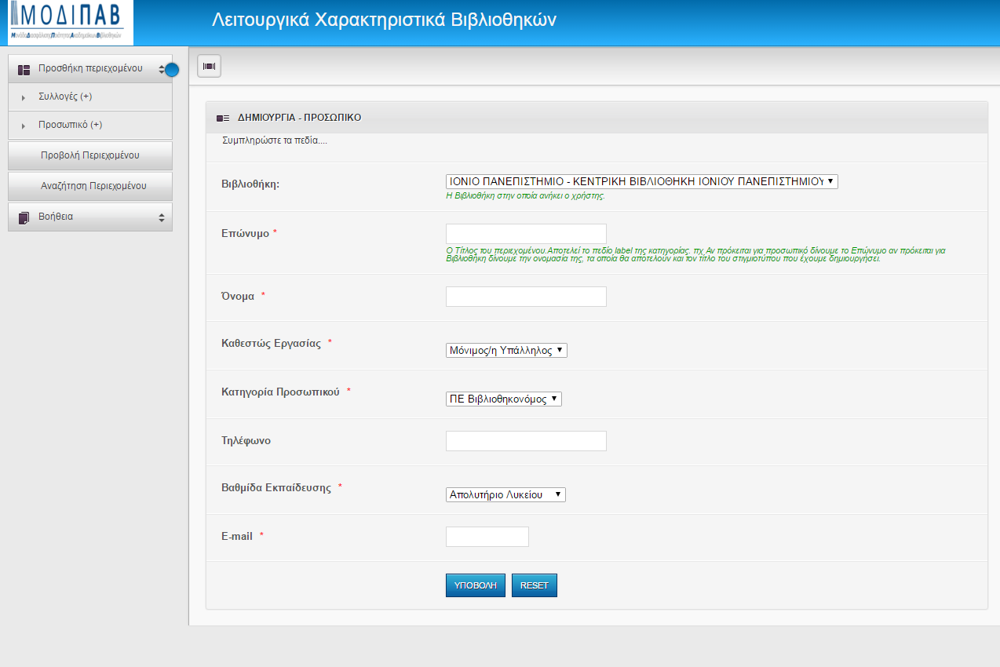 ΜΟΔΙΠΑΒ
ΜονάδαΔιασφάλισηςΠοιότηταςΑκαδημαϊκώνΒιβλιοθηκών
Λειτουργικά Χαρακτηριστικά Βιβλιοθηκών
Προσθήκη περιεχομένου
Συλλογές (+)
Προσωπικό (+)
Προβολή Περιεχομένου
Αναζήτηση Περιεχομένου
Βοήθεια
ΔΗΜΙΟΥΡΓΙΑ - ΠΡΟΣΩΠΙΚΟ
Συμπληρώστε τα πεδία....
Βιβλιοθήκη:
ΙΟΝΙΟ ΠΑΝΕΠΙΣΤΗΜΙΟ - ΚΕΝΤΡΙΚΗ ΒΙΒΛΙΟΘΗΚΗ ΙΟΝΙΟΥ ΠΑΝΕΠΙΣΤΗΜΙΟΥ
Η Βιβλιοθήκη στην οποία ανήκει ο χρήστης.
Επώνυμο *
Ο Τίτλος του περιεχομένου.Αποτελεί το πεδίο label της κατηγορίας. πχ Αν πρόκειται για προσωπικό δίνουμε το Επώνυμο αν πρόκειται για
Βιβλιοθήκη δίνουμε την ονομασία της, τα οποία θα αποτελούν και τον τίτλο του στιγμιοτύπου που έχουμε δημιουργήσει.
Όνομα *
Καθεστώς Εργασίας *
Μόνιμος/η Υπάλληλος
Κατηγορία Προσωπικού *
ΠΕ Βιβλιοθηκονόμος
Τηλέφωνο
Βαθμίδα Εκπαίδευσης *
Απολυτήριο Λυκείου
E-mail *
ΥΠΟΒΟΛΗ
RESET